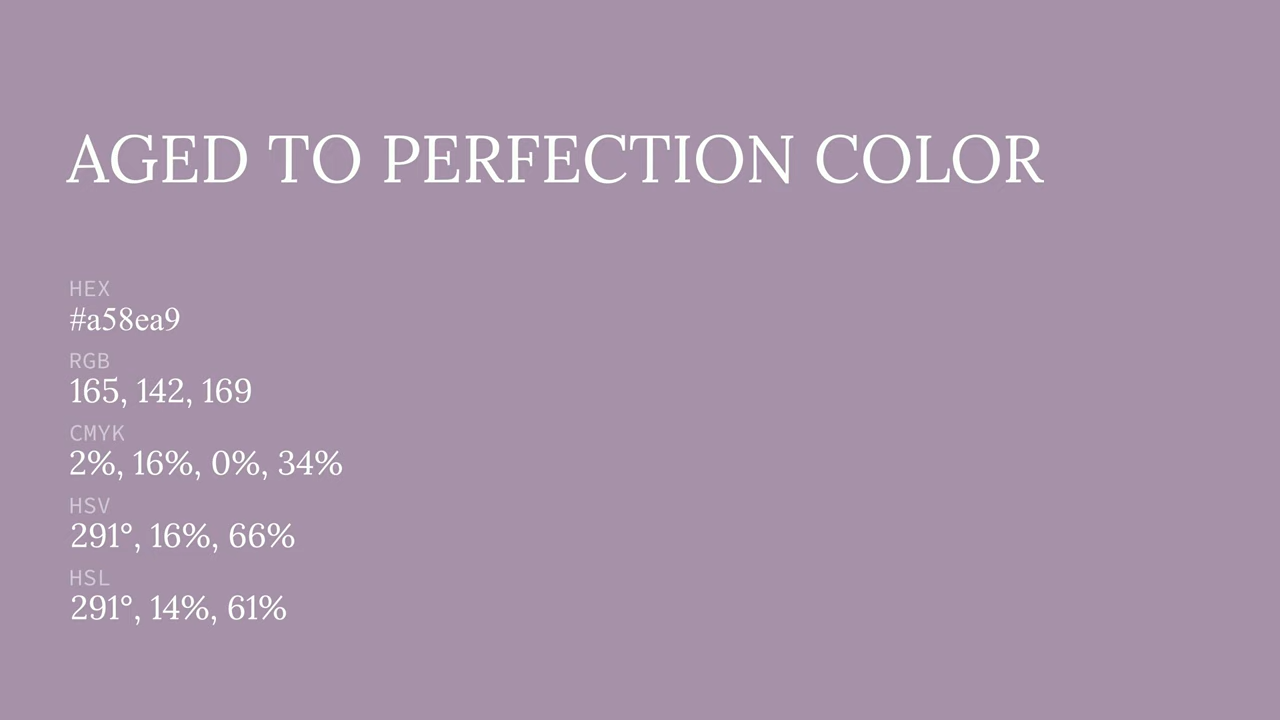 AGED TO PERFECTION COLOR
HEX
#a58ea9
RGB
165, 142, 169
CMYK
2%, 16%, 0%, 34%
HSV
291°, 16%, 66%
HSL
291°, 14%, 61%